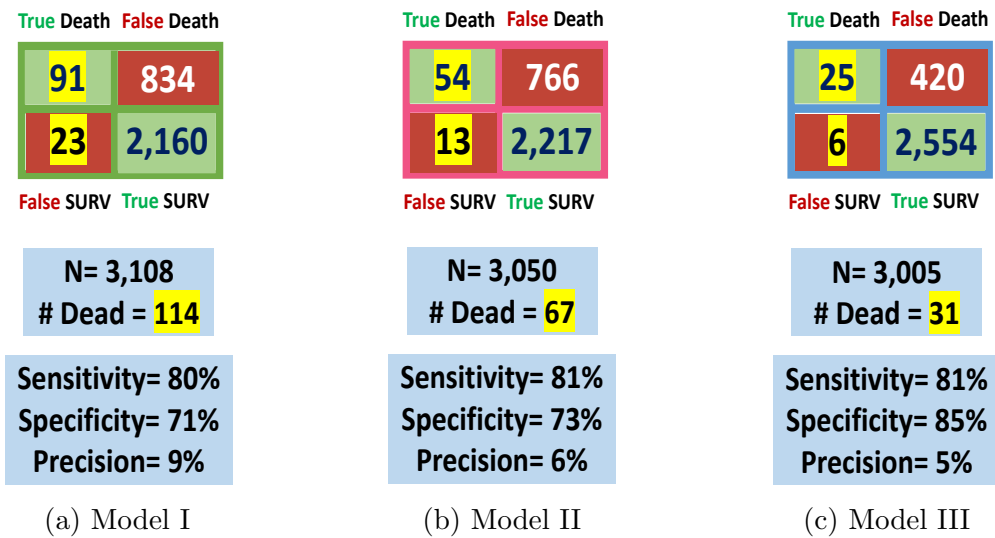 True Death False Death
91 834
23 2,160
False SURV True SURV
N= 3,108
# Dead = 114
Sensitivity= 80%
Specificity= 71%
Precision= 9%
(a) Model I
True Death False Death
54 766
13 2,217
False SURV True SURV
N= 3,050
# Dead = 67
Sensitivity= 81%
Specificity= 73%
Precision= 6%
(b) Model II
True Death False Death
25 420
6 2,554
False SURV True SURV
N= 3,005
# Dead = 31
Sensitivity= 81%
Specificity= 85%
Precision= 5%
(c) Model III